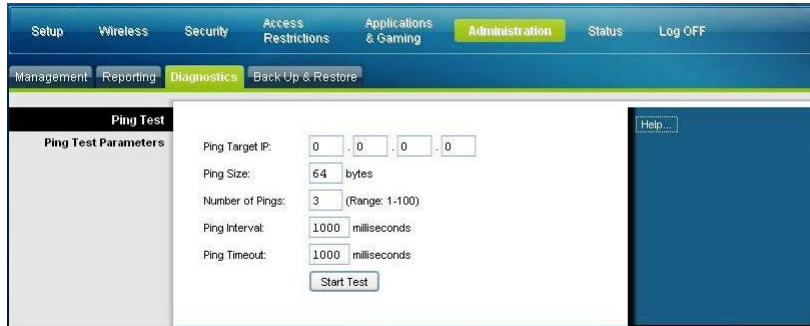 Setup Wireless Security Access Restrictions Applications & Gaming Administration Status Log OFF
Management Reporting Diagnostics Back Up & Restore
Ping Test
Help...
Ping Test Parameters
Ping Target IP: 0 . 0 . 0 . 0
Ping Size: 64 bytes
Number of Pings: 3 (Range: 1-100)
Ping Interval: 1000 milliseconds
Ping Timeout: 1000 milliseconds
Start Test